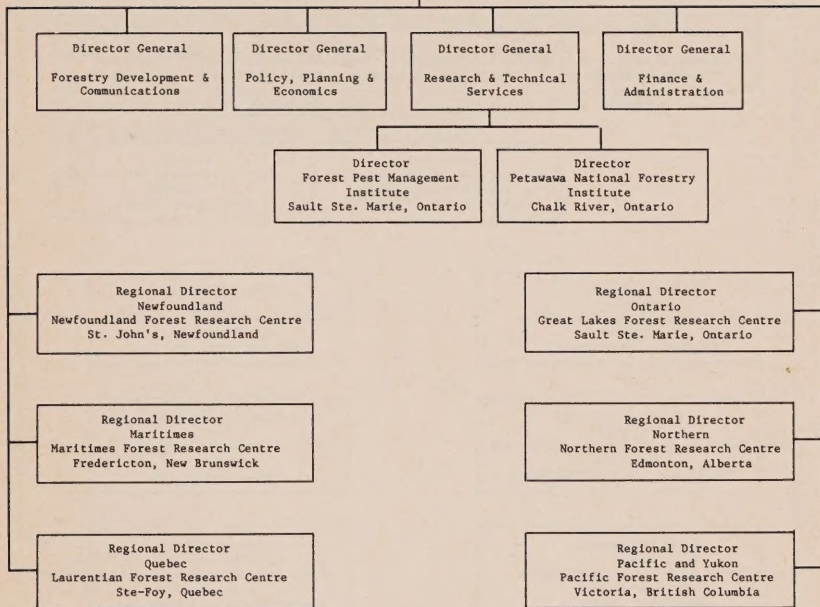 Director General
Forestry Development &
Communications
Director General
Policy, Planning &
Economics
Director General
Research & Technical
Services
Director General
Finance &
Administration
Director
Forest Pest Management
Institute
Sault Ste. Marie, Ontario
Director
Petawawa National Forestry
Institute
Chalk River, Ontario
Regional Director
Newfoundland
Newfoundland Forest Research Centre
St. John's, Newfoundland
Regional Director
Ontario
Great Lakes Forest Research Centre
Sault Ste. Marie, Ontario
Regional Director
Maritimes
Maritimes Forest Research Centre
Fredericton, New Brunswick
Regional Director
Northern
Northern Forest Research Centre
Edmonton, Alberta
Regional Director
Quebec
Laurentian Forest Research Centre
Ste-Foy, Quebec
Regional Director
Pacific and Yukon
Pacific Forest Research Centre
Victoria, British Columbia